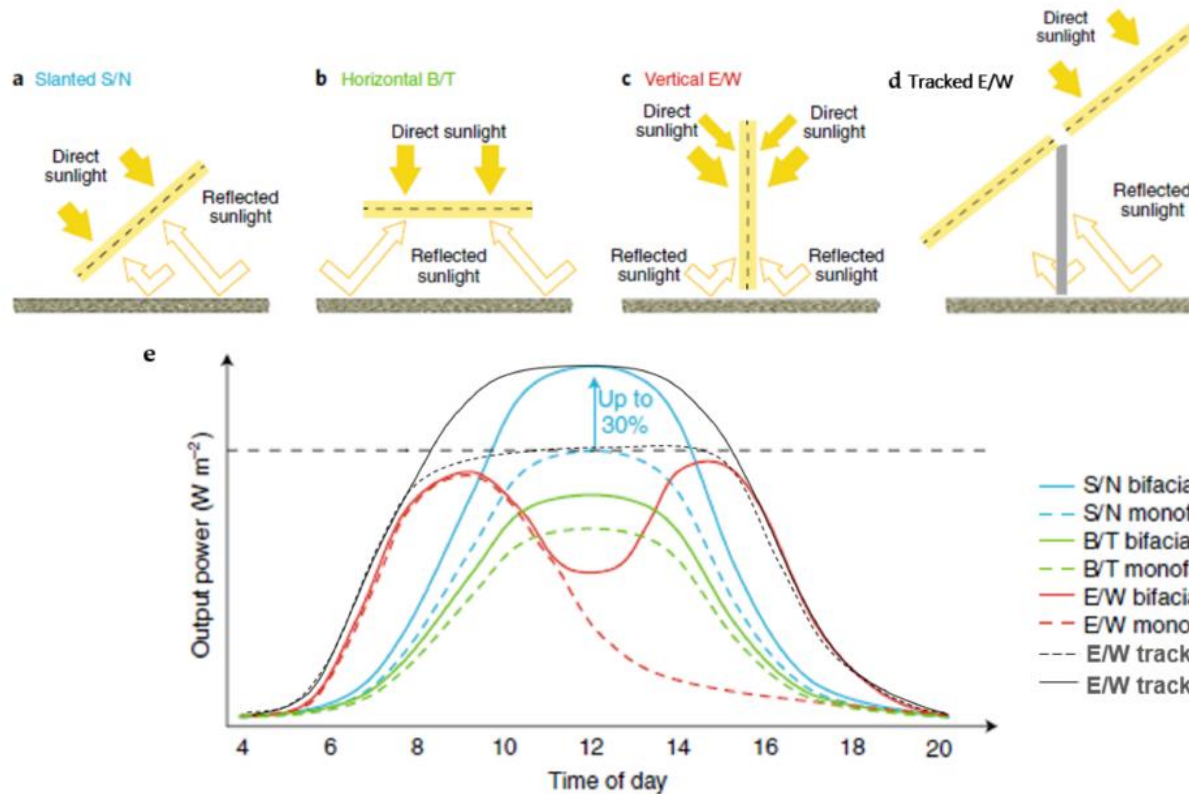 a Slanted S/N
Direct
sunlight
Reflected
sunlight
b Horizontal B/T
Direct sunlight
Reflected
sunlight
c Vertical E/W
Direct
sunlight
Direct
sunlight
Reflected
sunlight
Reflected
sunlight
d Tracked E/W
Direct
sunlight
Reflected
sunlight
e
Output power (W m⁻²)
Up to
30%
4 6 8 10 12 14 16 18 20
Time of day
S/N bifacia
S/N monof
B/T bifacia
B/T monof
E/W bifacia
E/W mono
E/W track
E/W track